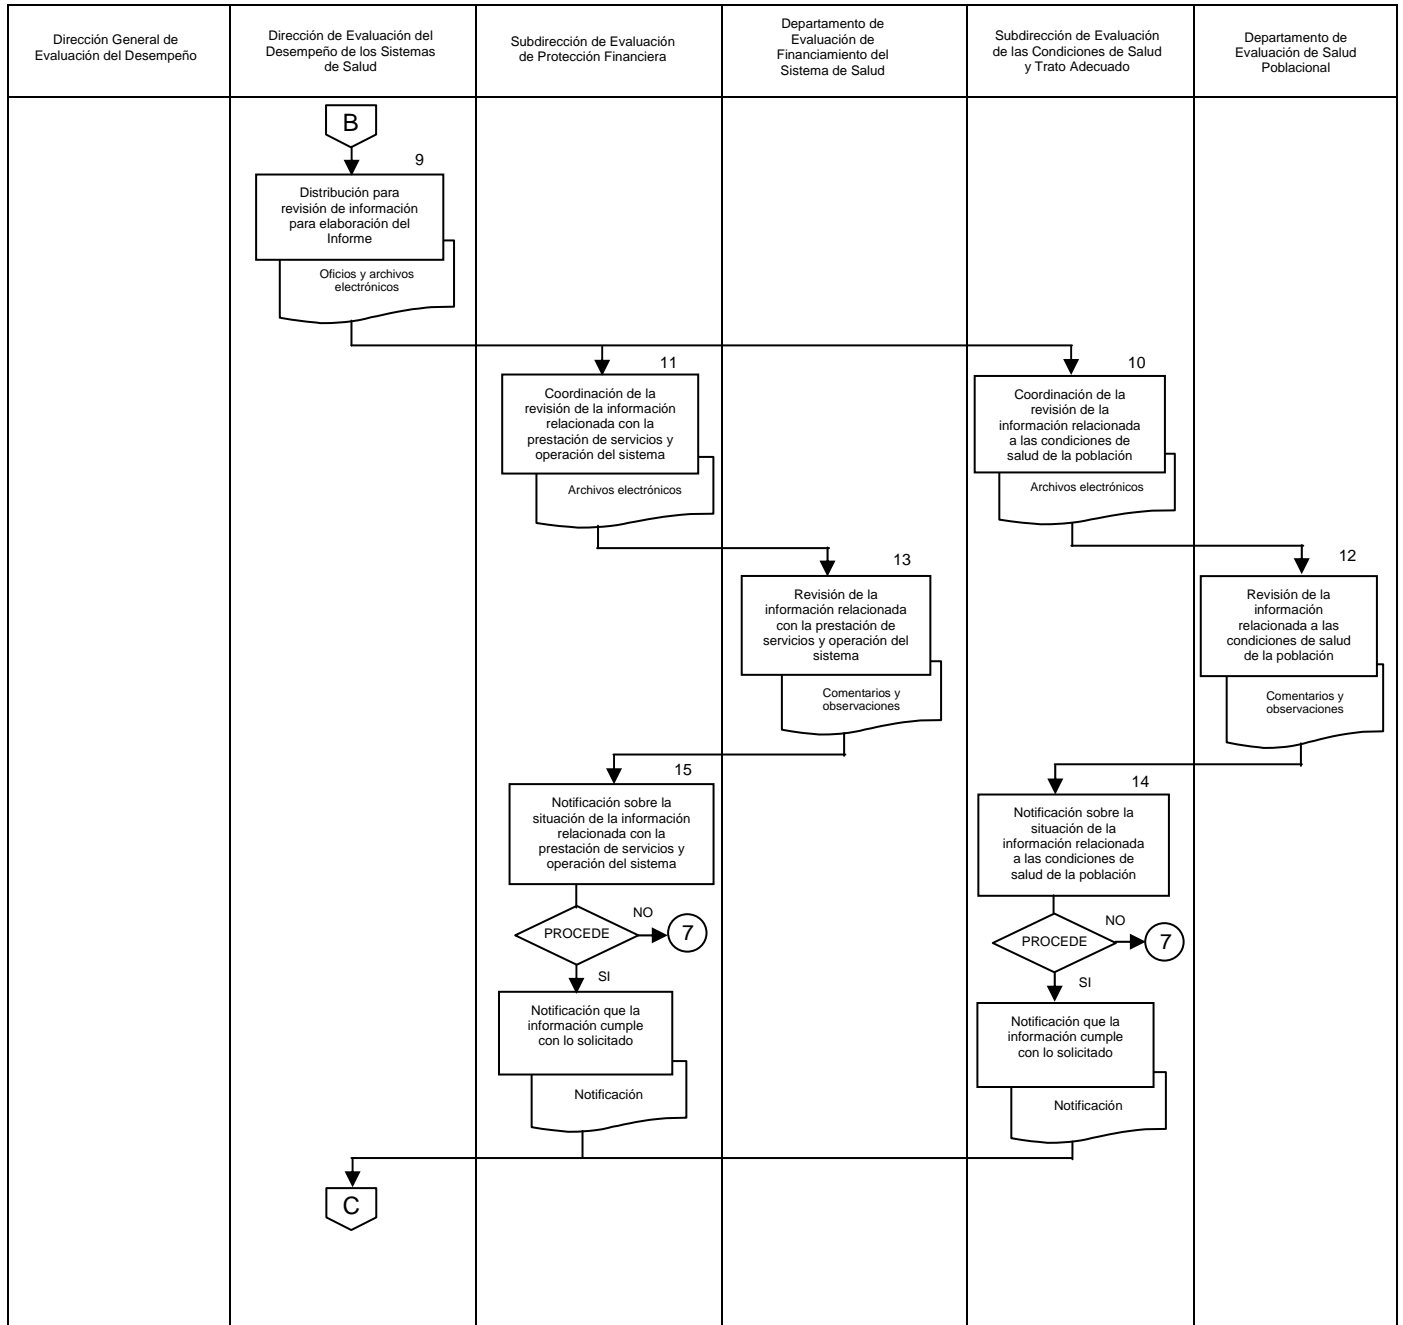 Dirección General de
Evaluación del Desempeño
Dirección de Evaluación del
Desempeño de los Sistemas
de Salud
Subdirección de Evaluación
de Protección Financiera
Departamento de
Evaluación de
Financiamiento del
Sistema de Salud
Subdirección de Evaluación
de las Condiciones de Salud
y Trato Adecuado
Departamento de
Evaluación de Salud
Poblacional
B
9
Distribución para
revisión de información
para elaboración del
Informe
Oficios y archivos
electrónicos
11
Coordinación de la
revisión de la información
relacionada con la
prestación de servicios y
operación del sistema
Archivos electrónicos
10
Coordinación de la
revisión de la
información relacionada
a las condiciones de
salud de la población
Archivos electrónicos
13
Revisión de la
información relacionada
con la prestación de
servicios y operación del
sistema
Comentarios y
observaciones
12
Revisión de la
información
relacionada a las
condiciones de salud
de la población
Comentarios y
observaciones
15
Notificación sobre la
situación de la información
relacionada con la
prestación de servicios y
operación del sistema
14
Notificación sobre la
situación de la
información relacionada
a las condiciones de
salud de la población
PROCEDE
NO
7
SI
PROCEDE
NO
7
SI
Notificación que la
información cumple
con lo solicitado
Notificación
Notificación que la
información cumple
con lo solicitado
Notificación
C